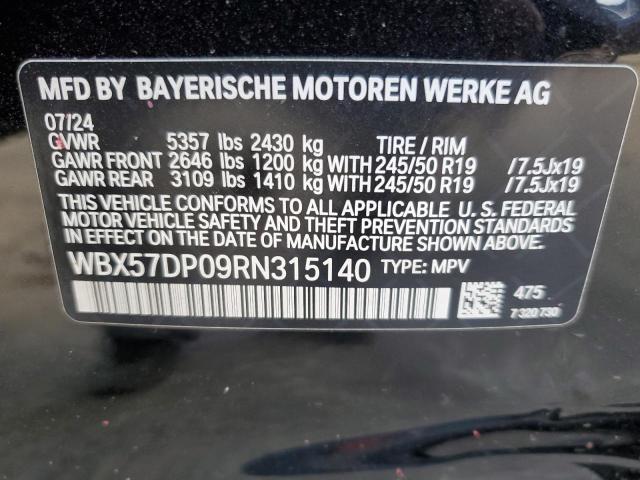 MFD BY BAYERISCHE MOTOREN WERKE AG
07/24
GVWR 5357 lbs 2430 kg TIRE / RIM
GAWR FRONT 2646 lbs 1200 kg WITH 245/50 R19 /7.5Jx19
GAWR REAR 3109 lbs 1410 kg WITH 245/50 R19 /7.5Jx19
THIS VEHICLE CONFORMS TO ALL APPLICABLE U. S. FEDERAL
MOTOR VEHICLE SAFETY AND THEFT PREVENTION STANDARDS
IN EFFECT ON THE DATE OF MANUFACTURE SHOWN ABOVE.
WBX57DP09RN315140 TYPE: MPV
475
7 320 730